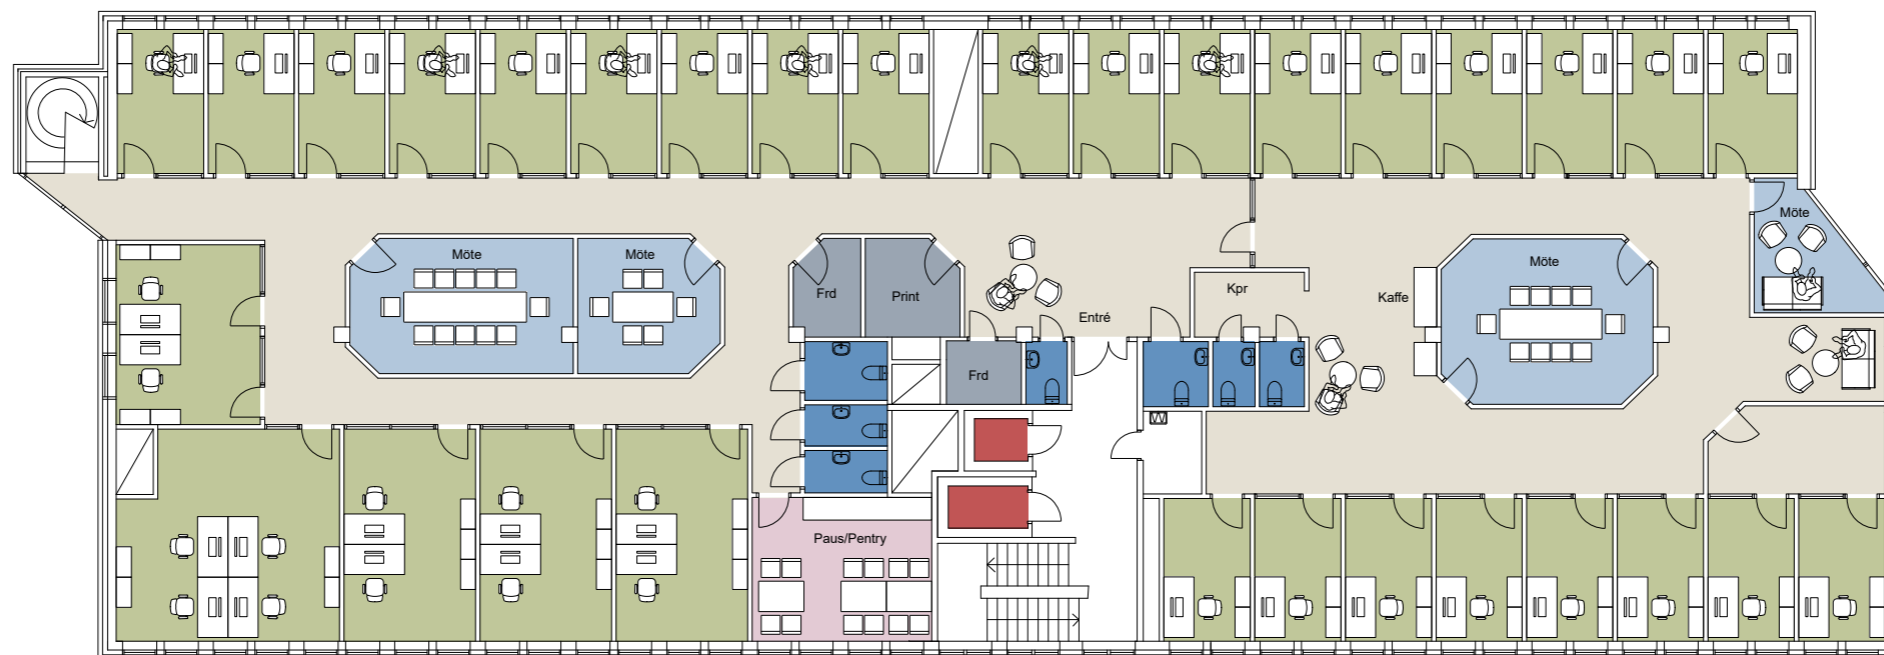 Möte
Möte
Möte
Möte
Frd
Print
Kpr
Kaffe
Entré
Frd
Paus/Pentry